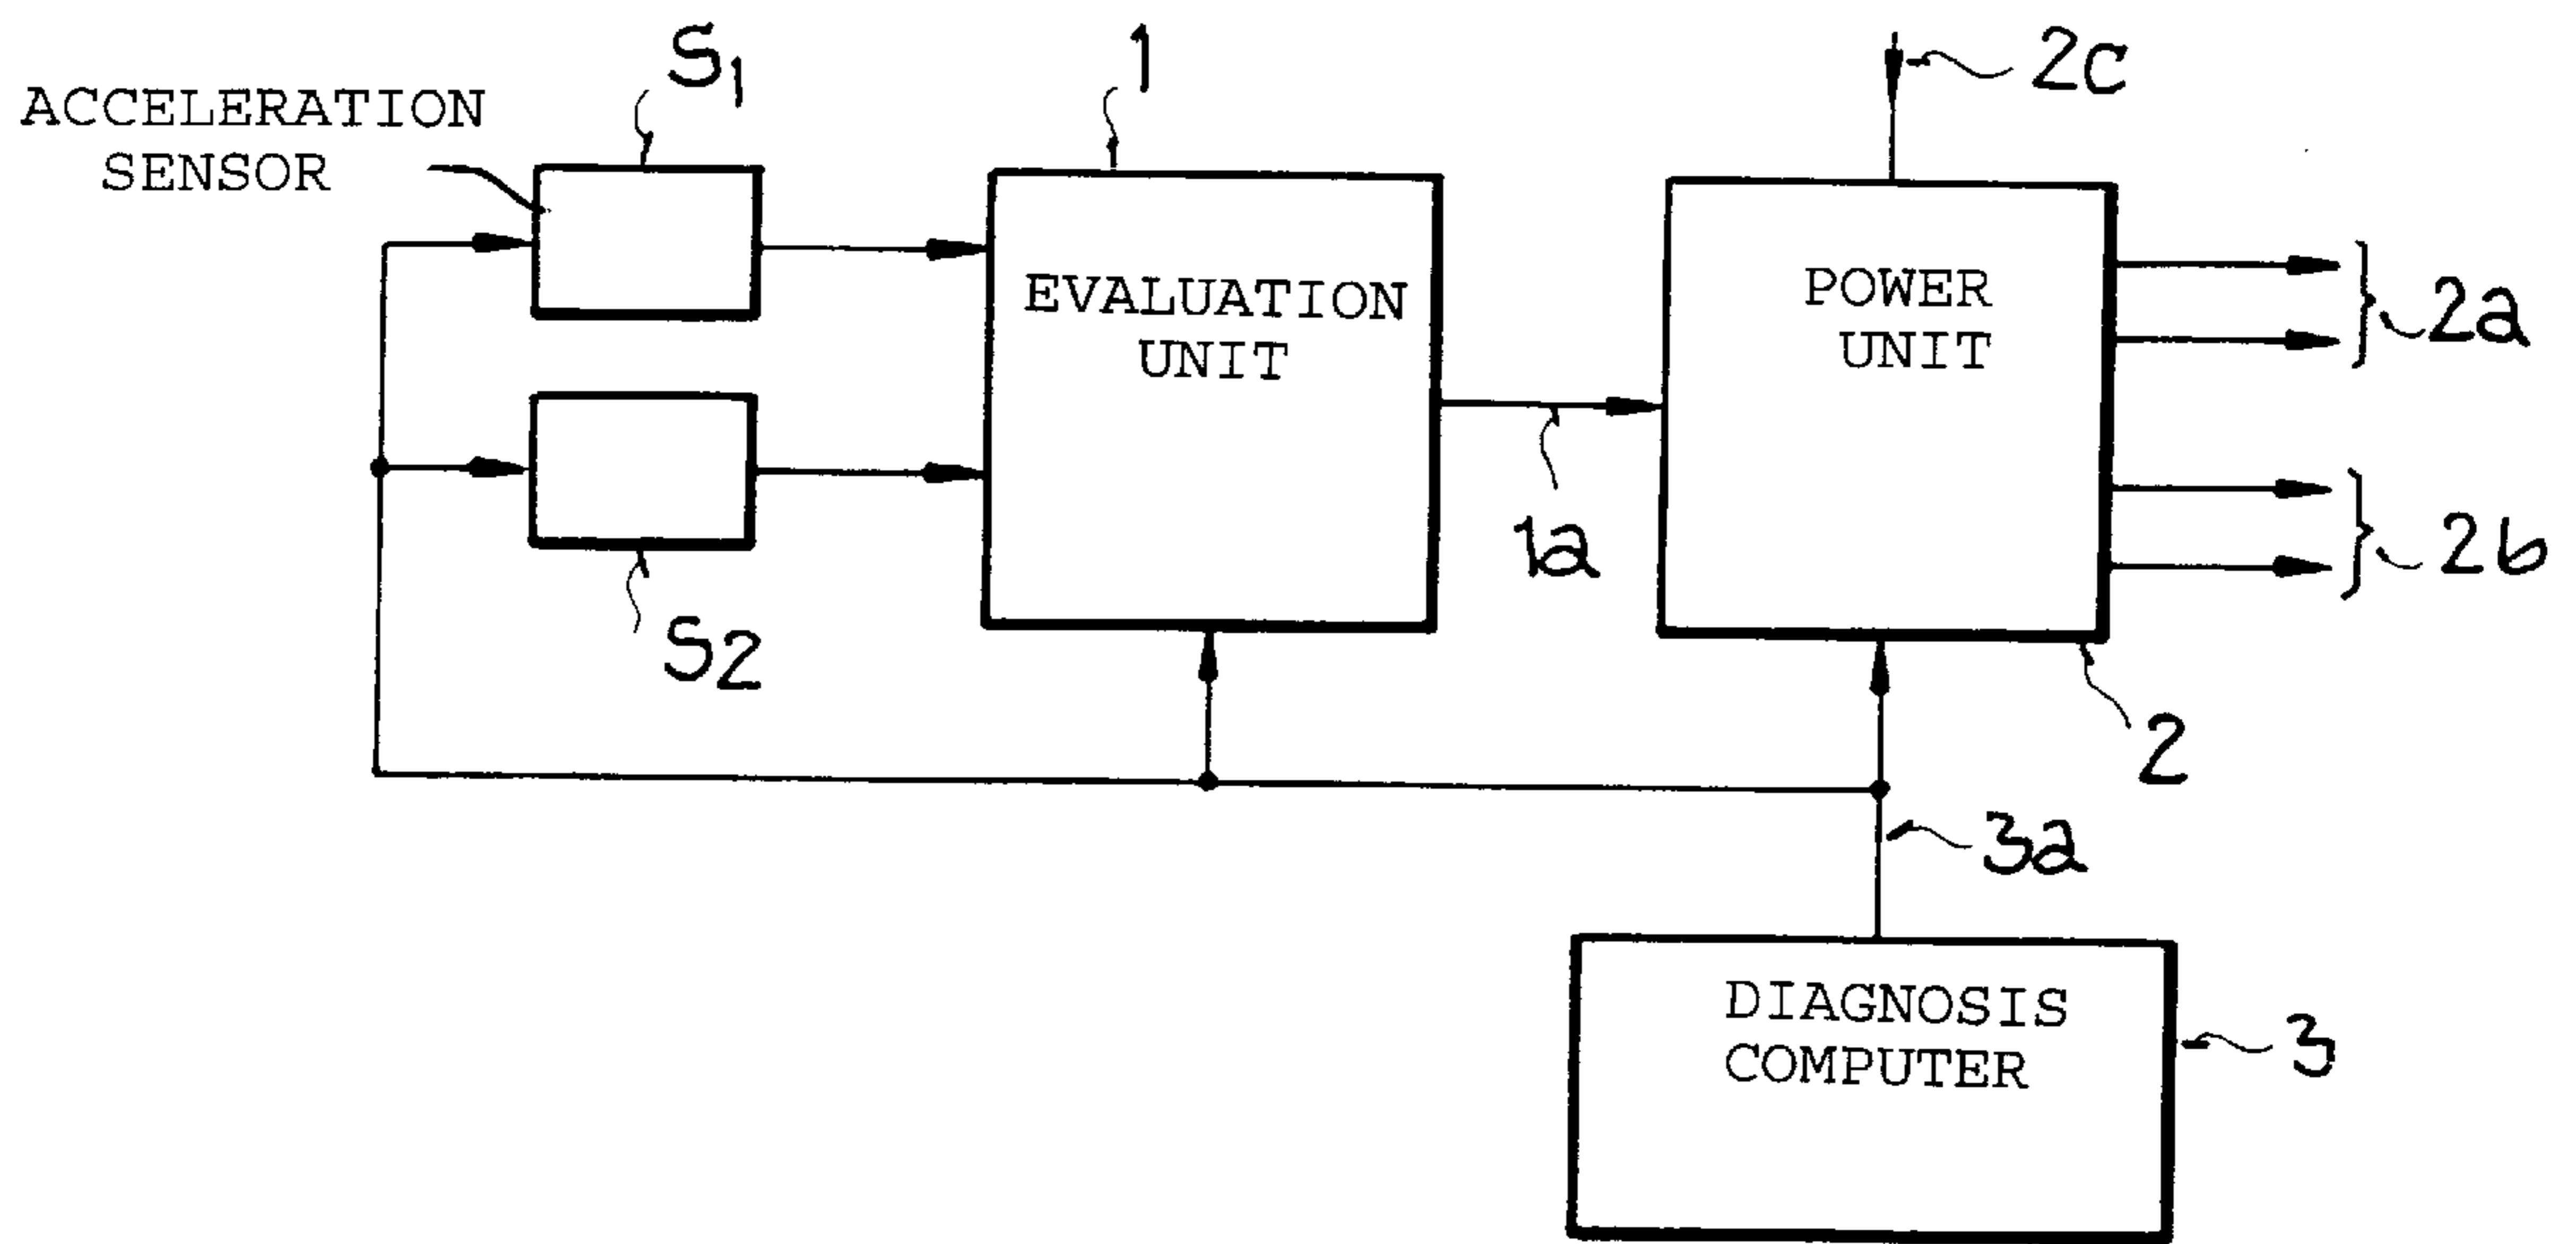 S1
1
2c
ACCELERATION
SENSOR
EVALUATION
UNIT
POWER
UNIT
2a
1a
2b
S2
2
3a
DIAGNOSIS
COMPUTER
3